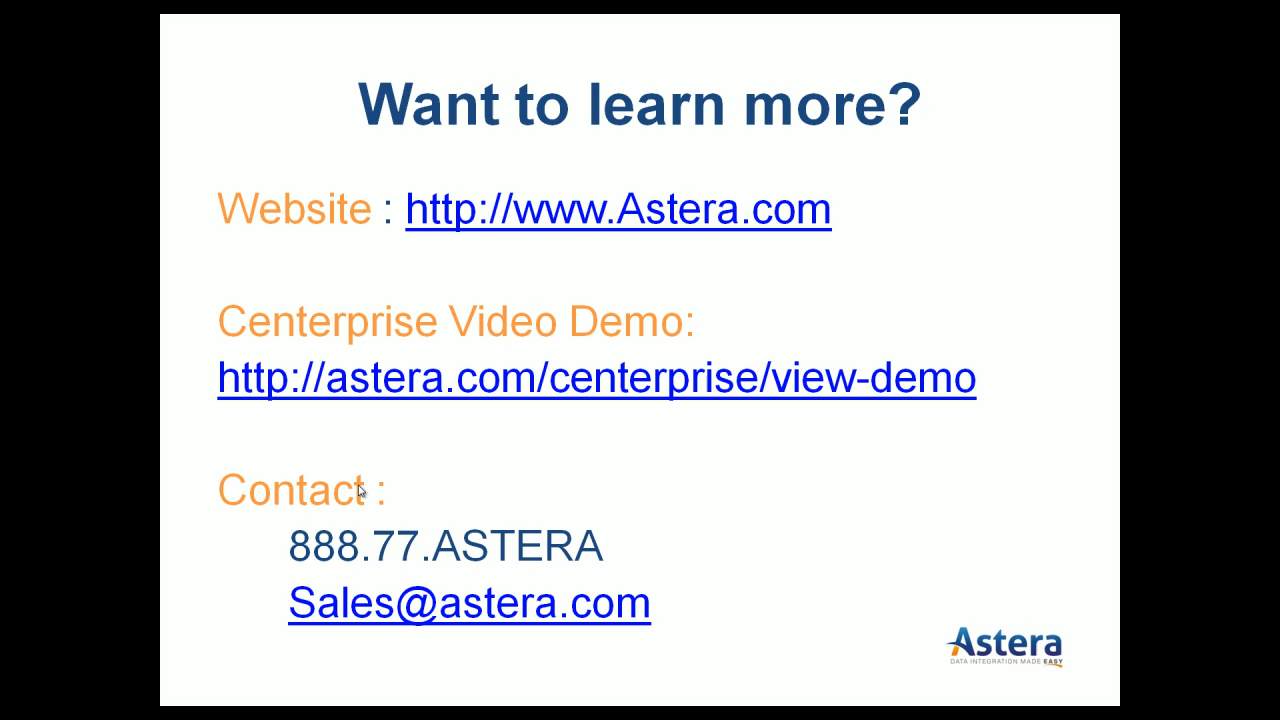 Want to learn more?
Website : http://www.Astera.com
Centerprise Video Demo:
http://astera.com/centerprise/view-demo
Contact :
888.77.ASTERA
Sales@astera.com
Astera
DATA INTEGRATION MADE EASY